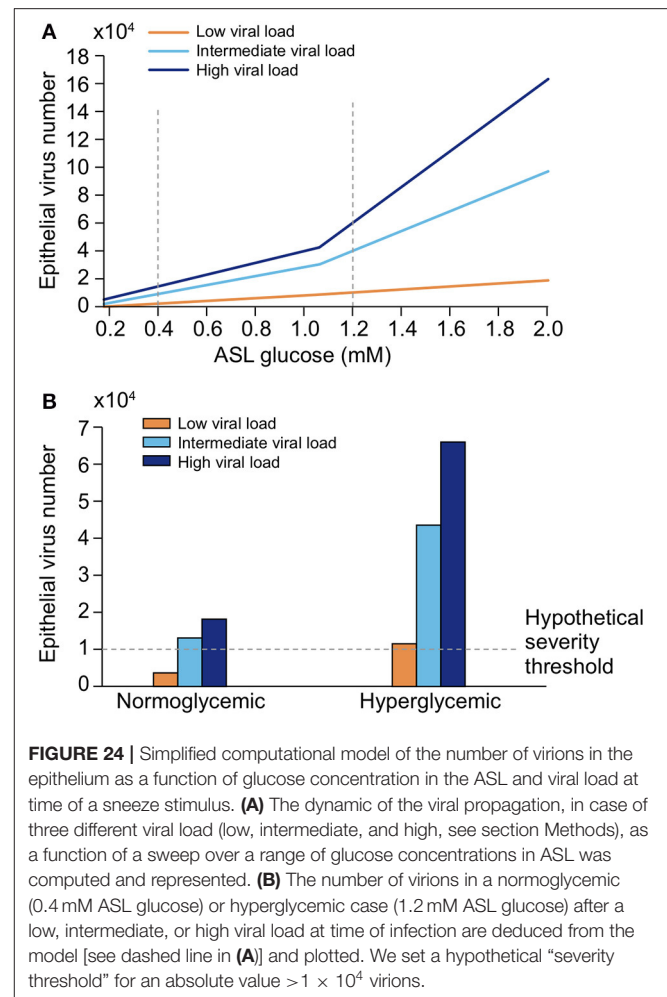 A
x10⁴
Low viral load
Intermediate viral load
High viral load
Epithelial virus number
18
16
14
12
10
8
6
4
2
0
0.2 0.4 0.6 0.8 1.0 1.2 1.4 1.6 1.8 2.0
ASL glucose (mM)
B
x10⁴
Low viral load
Intermediate viral load
High viral load
Epithelial virus number
7
6
5
4
3
2
1
0
Hypothetical
severity
threshold
Normoglycemic Hyperglycemic
FIGURE 24 | Simplified computational model of the number of virions in the
epithelium as a function of glucose concentration in the ASL and viral load at
time of a sneeze stimulus. (A) The dynamic of the viral propagation, in case of
three different viral load (low, intermediate, and high, see section Methods), as
a function of a sweep over a range of glucose concentrations in ASL was
computed and represented. (B) The number of virions in a normoglycemic
(0.4 mM ASL glucose) or hyperglycemic case (1.2 mM ASL glucose) after a
low, intermediate, or high viral load at time of infection are deduced from the
model [see dashed line in (A)] and plotted. We set a hypothetical “severity
threshold” for an absolute value >1 × 10⁴ virions.